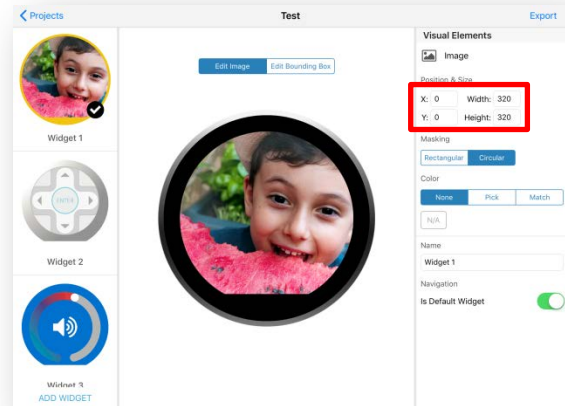 Projects
Test
Export
Widget 1
ENTER
Widget 2
Widget 3
ADD WIDGET
Edit Image Edit Bounding Box
Visual Elements
Image
Position & Size
X: 0 Width: 320
Y: 0 Height: 320
Masking
Rectangular Circular
Color
None Pick Match
N/A
Name
Widget 1
Navigation
Is Default Widget